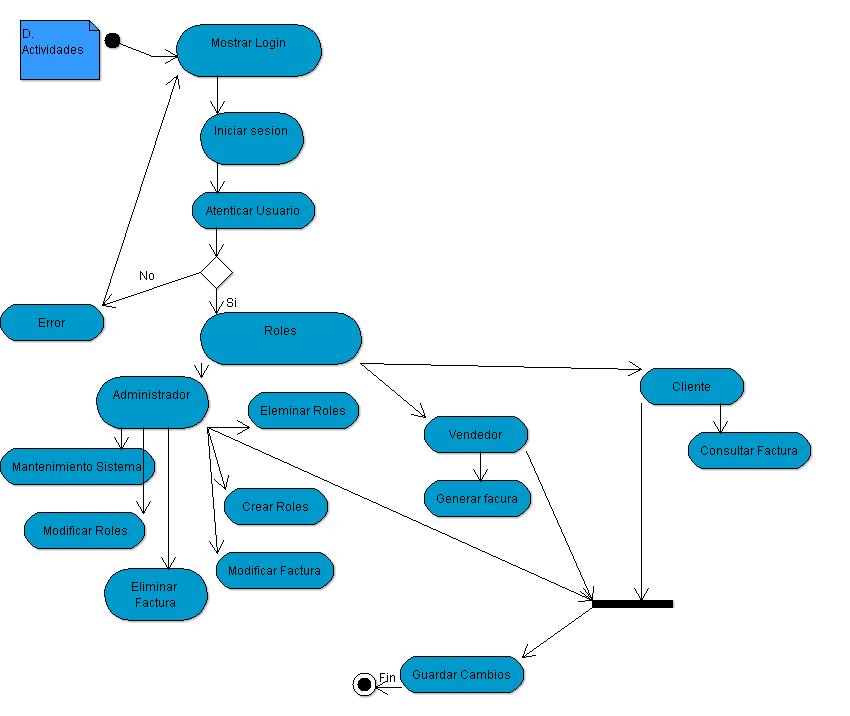 D.
Actividades
Mostrar Login
Iniciar sesion
Atenticar Usuario
No
Si
Error
Roles
Administrador
Eleminar Roles
Cliente
Vendedor
Consultar Factura
Mantenimiento Sistema
Generar facura
Crear Roles
Modificar Roles
Modificar Factura
Eliminar
Factura
Guardar Cambios
Fin